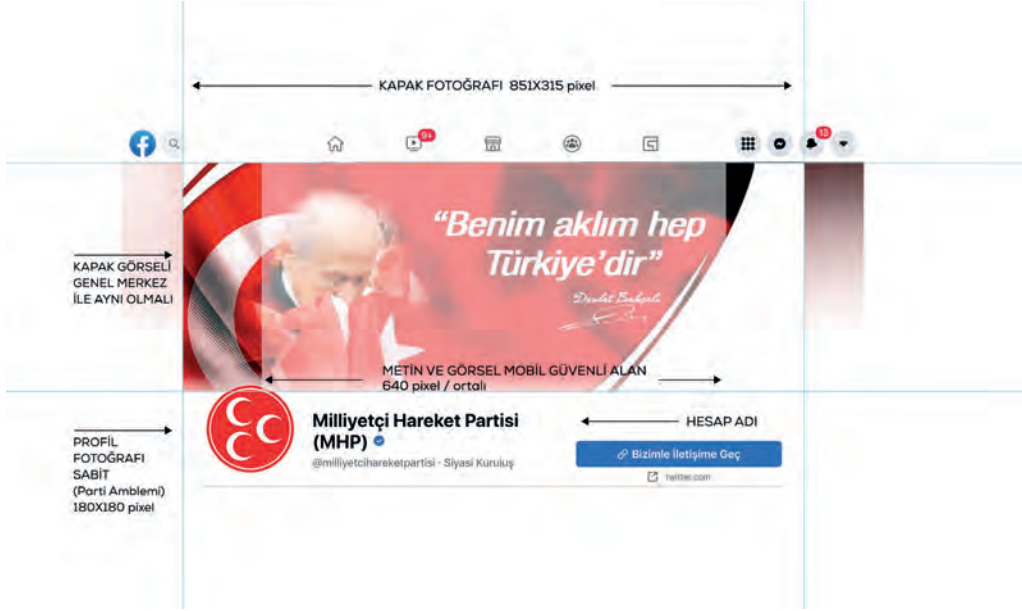 KAPAK FOTOĞRAFI 851X315 pixel
9+
13
"Benim aklım hep
Türkiye'dir"
Devlet Bahçeli
KAPAK GÖRSELİ
GENEL MERKEZ
İLE AYNI OLMALI
METİN VE GÖRSEL MOBİL GÜVENLİ ALAN
640 pixel / ortalı
Milliyetçi Hareket Partisi
(MHP)
@milliyetcihareketpartisi · Siyasi Kuruluş
HESAP ADI
Bizimle İletişime Geç
twitter.com
PROFİL
FOTOĞRAFI
SABİT
(Parti Amblemi)
180X180 pixel